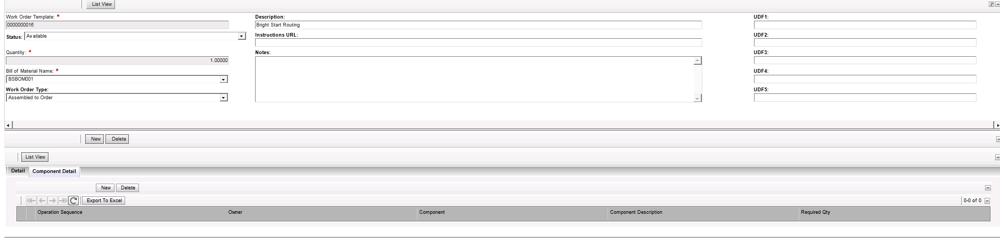 List View
Work Order Template: *
0000000016
Status: Available
Quantity: *
1.00000
Bill of Material Name: *
BSBOM001
Work Order Type:
Assembled to Order
Description:
Bright Start Routing
Instructions URL:
Notes:
UDF1:
UDF2:
UDF3:
UDF4:
UDF5:
New Delete
List View
Detail Component Detail
New Delete
Export To Excel 0-0 of 0
Operation Sequence Owner Component Component Description Required Qty